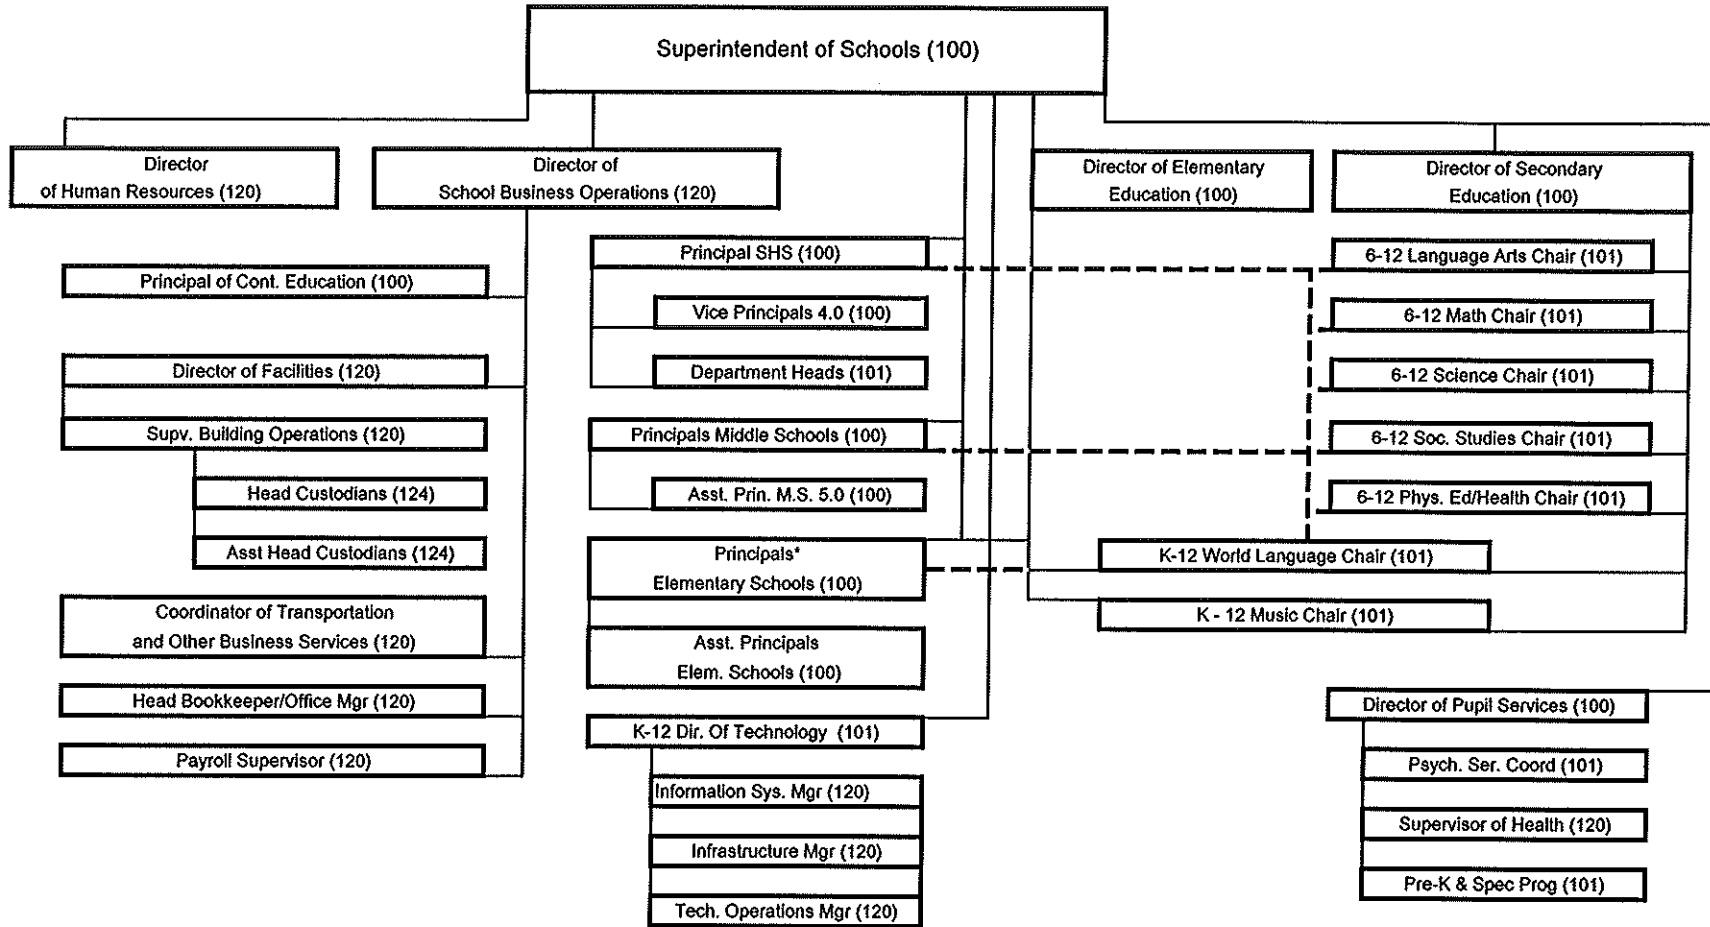 Superintendent of Schools (100)
Director
of Human Resources (120)
Director of
School Business Operations (120)
Director of Elementary
Education (100)
Director of Secondary
Education (100)
Principal of Cont. Education (100)
Director of Facilities (120)
Supv. Building Operations (120)
Head Custodians (124)
Asst Head Custodians (124)
Coordinator of Transportation
and Other Business Services (120)
Head Bookkeeper/Office Mgr (120)
Payroll Supervisor (120)
Principal SHS (100)
Vice Principals 4.0 (100)
Department Heads (101)
Principals Middle Schools (100)
Asst. Prin. M.S. 5.0 (100)
Principals*
Elementary Schools (100)
Asst. Principals
Elem. Schools (100)
K-12 Dir. Of Technology (101)
Information Sys. Mgr (120)
Infrastructure Mgr (120)
Tech. Operations Mgr (120)
6-12 Language Arts Chair (101)
6-12 Math Chair (101)
6-12 Science Chair (101)
6-12 Soc. Studies Chair (101)
6-12 Phys. Ed/Health Chair (101)
K-12 World Language Chair (101)
K - 12 Music Chair (101)
Director of Pupil Services (100)
Psych. Ser. Coord (101)
Supervisor of Health (120)
Pre-K & Spec Prog (101)